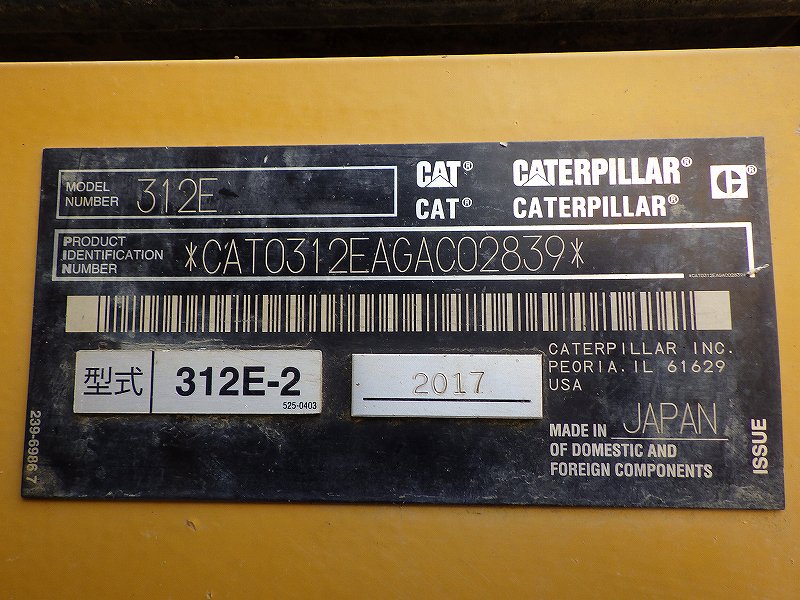 MODEL NUMBER 312E
CAT® CATERPILLAR®
CAT® CATERPILLAR®
PRODUCT IDENTIFICATION NUMBER *CAT0312EAGAC02839*
*CAT0312EAGAC02839*
CATERPILLAR INC.
PEORIA, IL 61629
USA
型式 312E-2
525-0403
2017
MADE IN JAPAN
OF DOMESTIC AND
FOREIGN COMPONENTS
239-6986 7
ISSUE